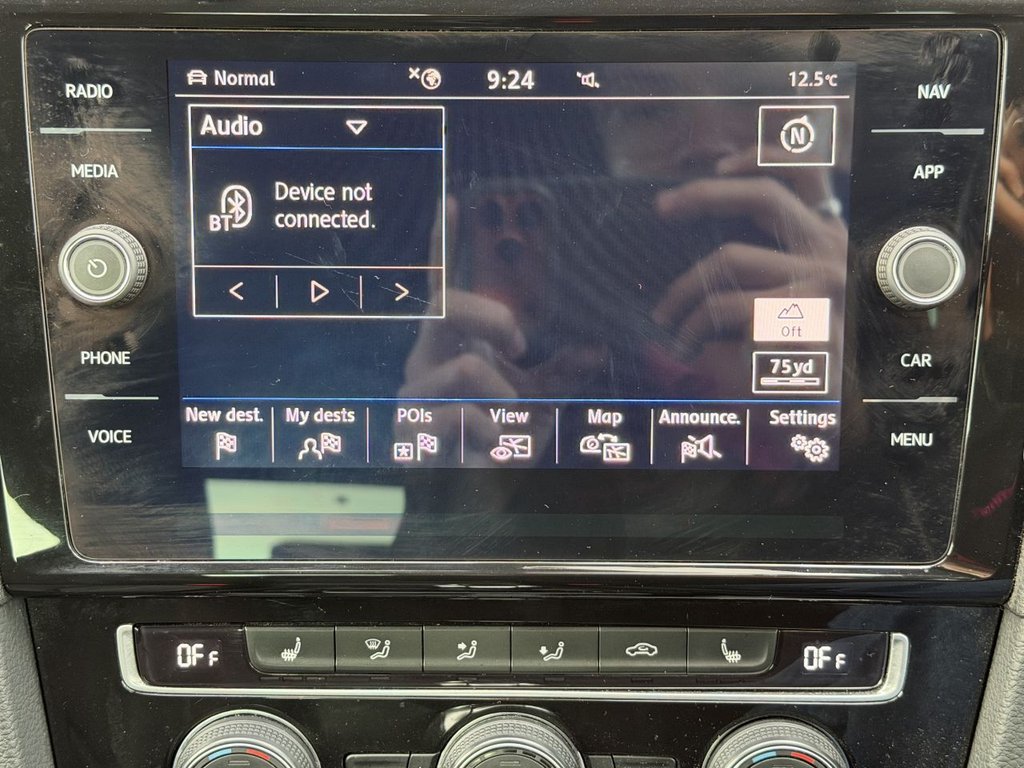 RADIO
MEDIA
PHONE
VOICE
Normal
9:24
12.5°C
Audio
BT
Device not
connected.
N
0ft
75yd
New dest.
My dests
POIs
View
Map
Announce.
Settings
NAV
APP
CAR
MENU
OFF
OFF